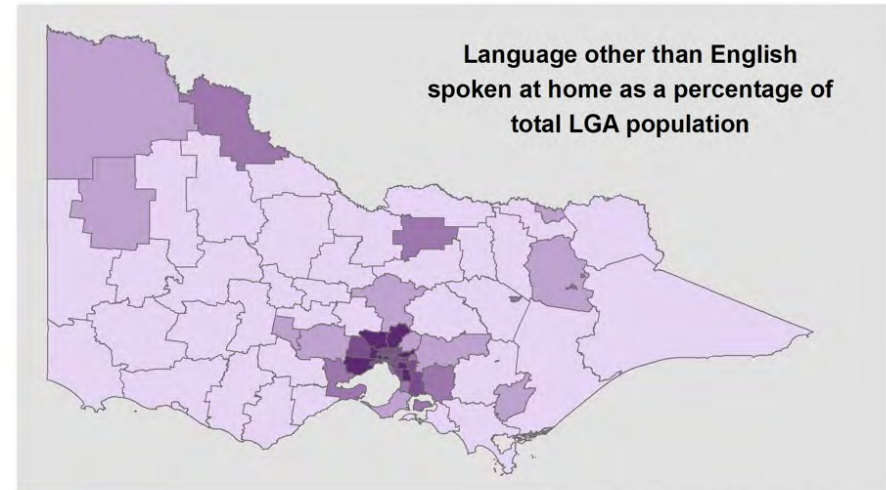 Language other than English
spoken at home as a percentage of
total LGA population